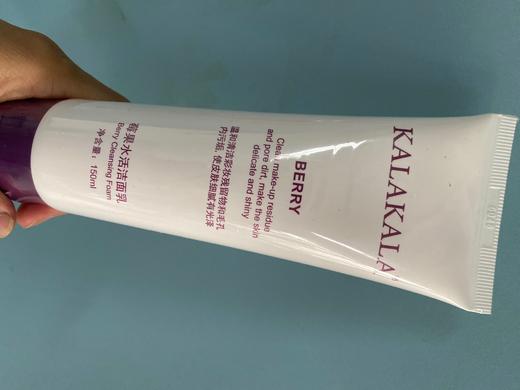 KALAKALA
BERRY
Clear make-up residue
and pore dirt, make the skin
delicate and shiny
温和清洁彩妆残留物和毛孔
内污垢, 使皮肤细腻有光泽
莓果水活洁面乳
Berry Cleansing Foam
净含量：150ml